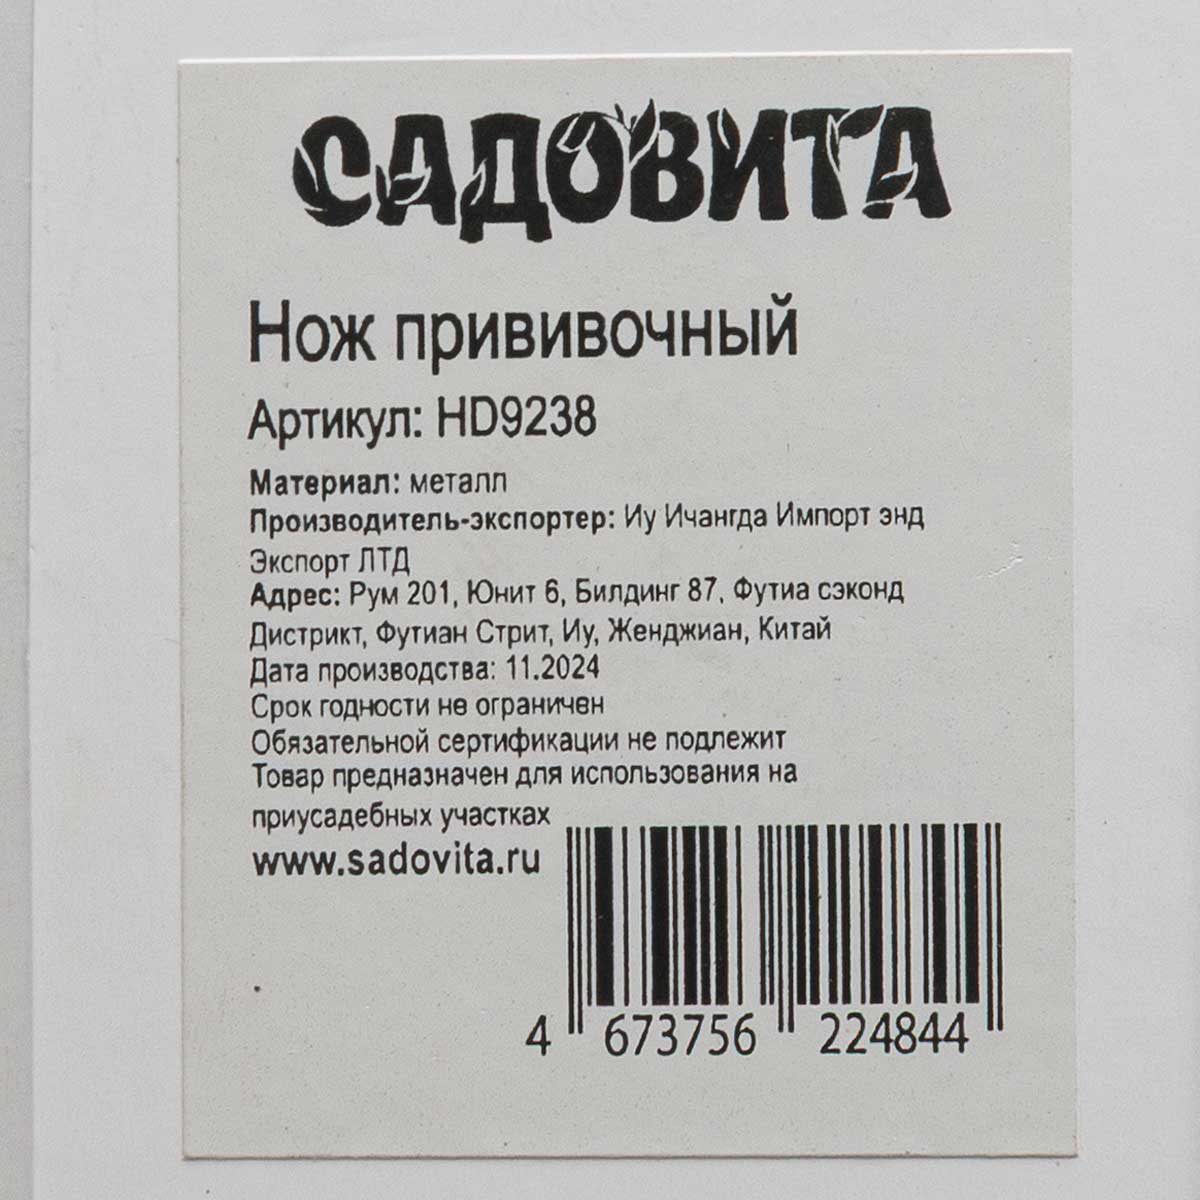 САДОВИТА
Нож прививочный
Артикул: HD9238
Материал: металл
Производитель-экспортер: Иу Ичангда Импорт энд
Экспорт ЛТД
Адрес: Рум 201, Юнит 6, Билдинг 87, Футиа сэконд
Дистрикт, Футиан Стрит, Иу, Женджиан, Китай
Дата производства: 11.2024
Срок годности не ограничен
Обязательной сертификации не подлежит
Товар предназначен для использования на
приусадебных участках
www.sadovita.ru
4 673756 224844